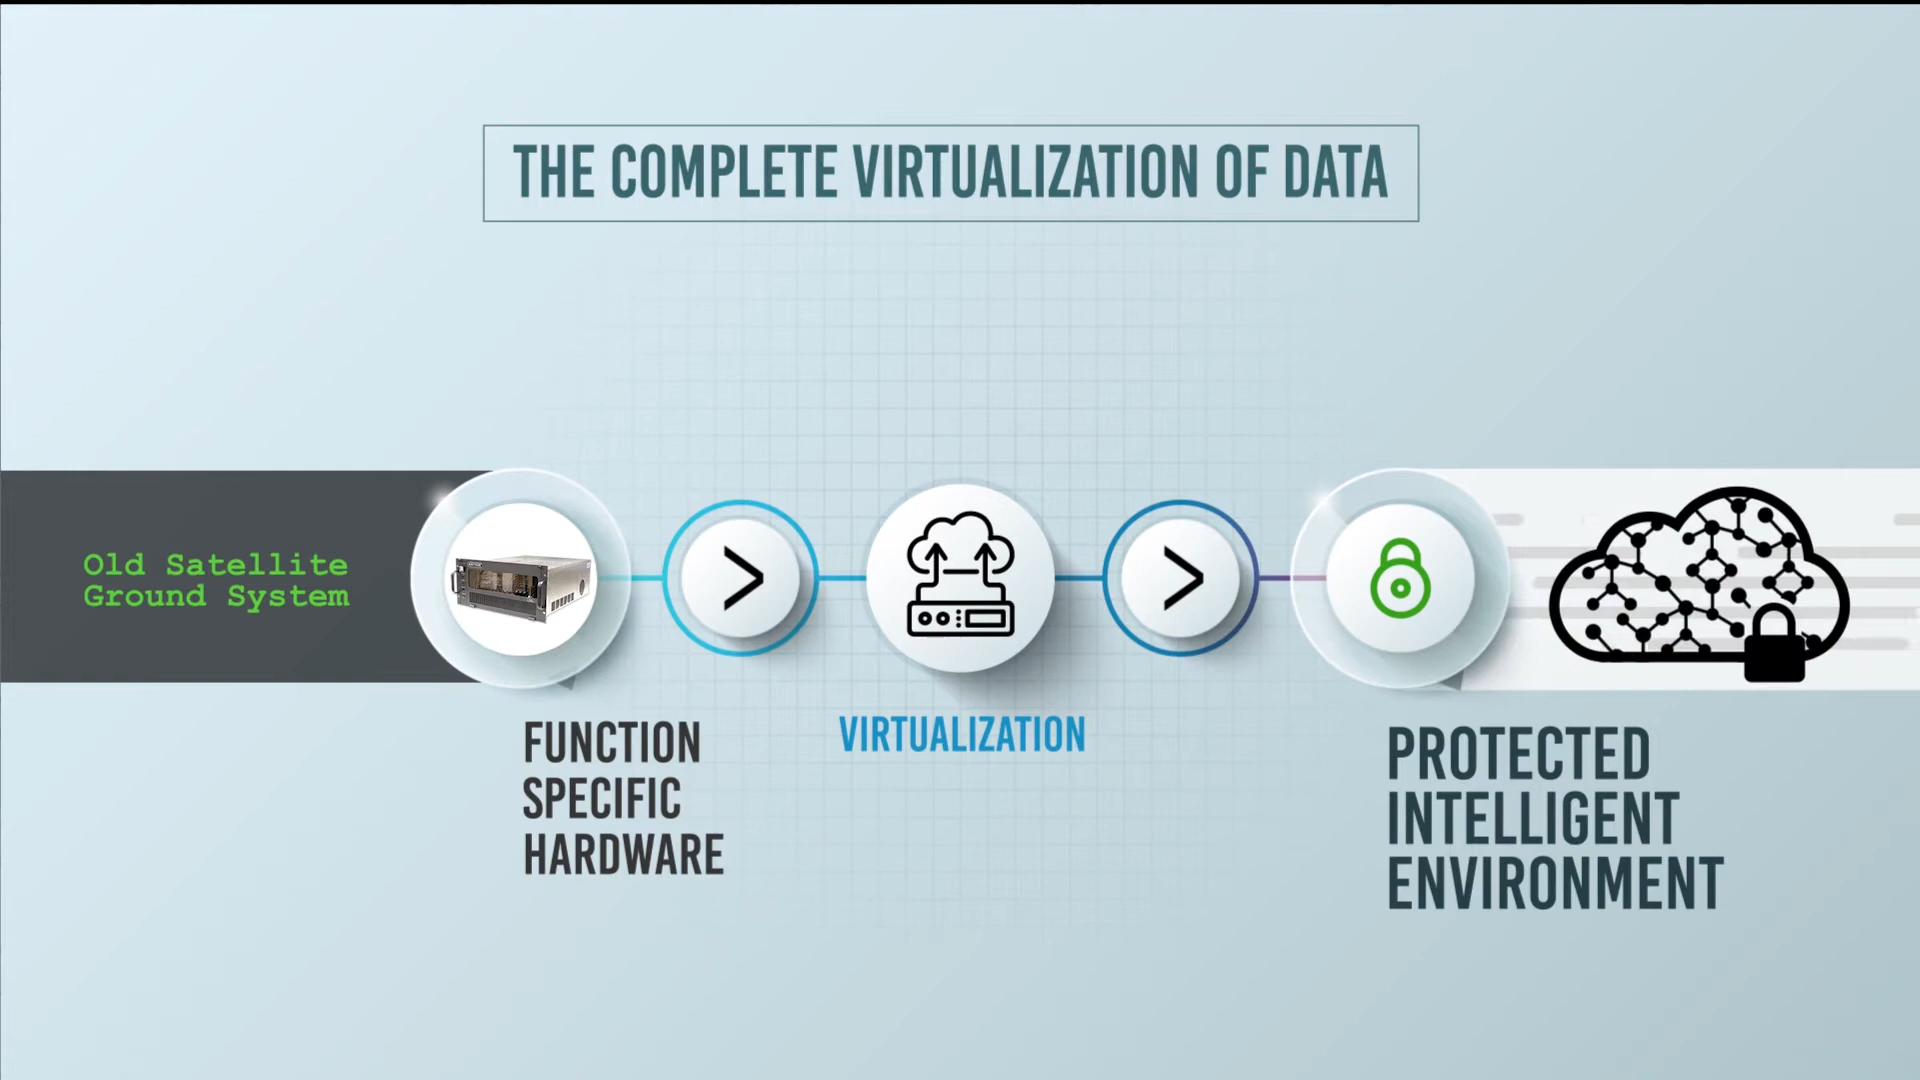 THE COMPLETE VIRTUALIZATION OF DATA
Old Satellite
Ground System
FUNCTION
SPECIFIC
HARDWARE
VIRTUALIZATION
PROTECTED
INTELLIGENT
ENVIRONMENT